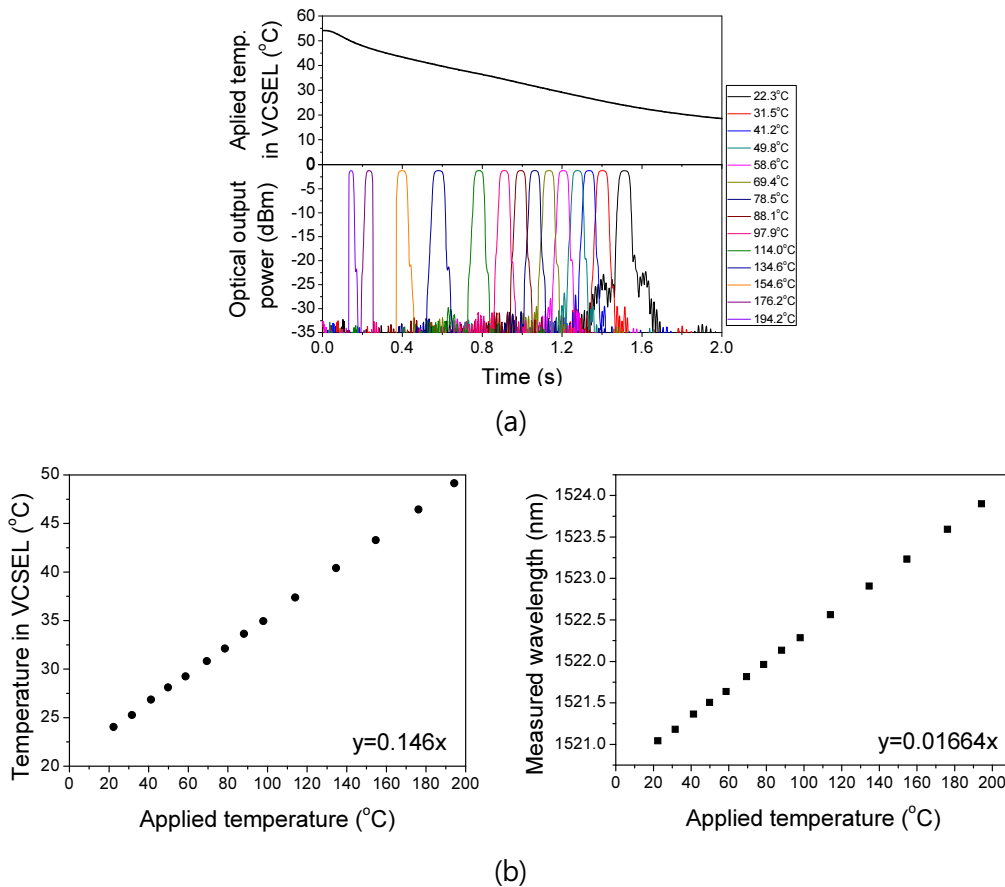 60
50
40
30
20
10
0
Aplied temp.
in VCSEL (°C)
-5
-10
-15
-20
-25
-30
-35
Optical output
power (dBm)
0.0 0.4 0.8 1.2 1.6 2.0
Time (s)
22.3°C
31.5°C
41.2°C
49.8°C
58.6°C
69.4°C
78.5°C
88.1°C
97.9°C
114.0°C
134.6°C
154.6°C
176.2°C
194.2°C
(a)
50
45
40
35
30
25
20
Temperature in VCSEL (°C)
y=0.146x
0 20 40 60 80 100 120 140 160 180 200
Applied temperature (°C)
1524.0
1523.5
1523.0
1522.5
1522.0
1521.5
1521.0
Measured wavelength (nm)
y=0.01664x
0 20 40 60 80 100 120 140 160 180 200
Applied temperature (°C)
(b)